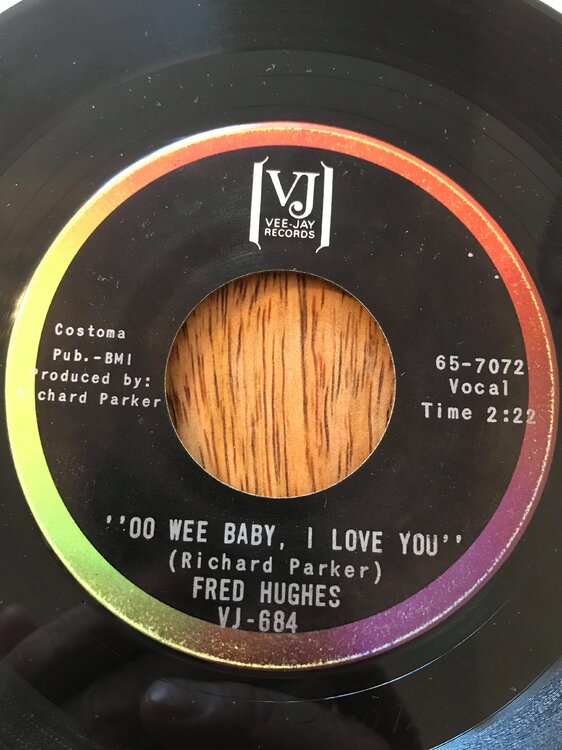 VJ
VEE-JAY
RECORDS
Costoma
Pub.-BMI
Produced by:
Richard Parker
65-7072
Vocal
Time 2:22
''OO WEE BABY, I LOVE YOU''
(Richard Parker)
FRED HUGHES
VJ-684